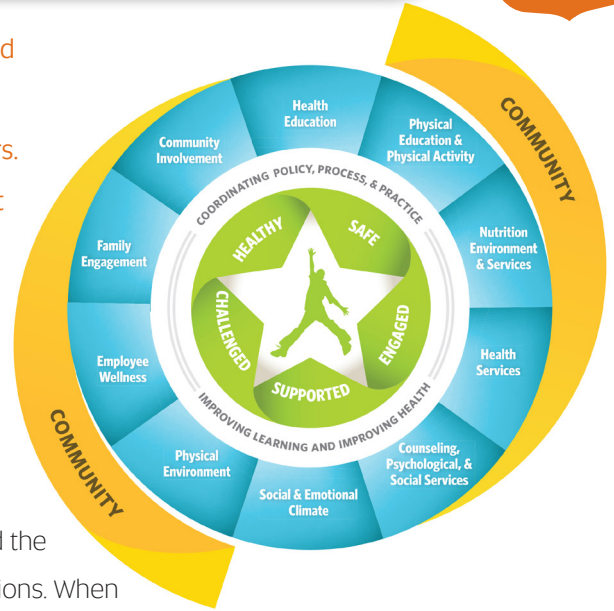 d
rs.
t
COMMUNITY
Health
Education
Physical
Education &
Physical Activity
Nutrition
Environment
& Services
Health
Services
Counseling,
Psychological, &
Social Services
Social & Emotional
Climate
Physical
Environment
Employee
Wellness
Family
Engagement
Community
Involvement
COORDINATING POLICY, PROCESS, & PRACTICE
IMPROVING LEARNING AND IMPROVING HEALTH
HEALTHY
SAFE
ENGAGED
SUPPORTED
CHALLENGED
COMMUNITY
d the
ions. When